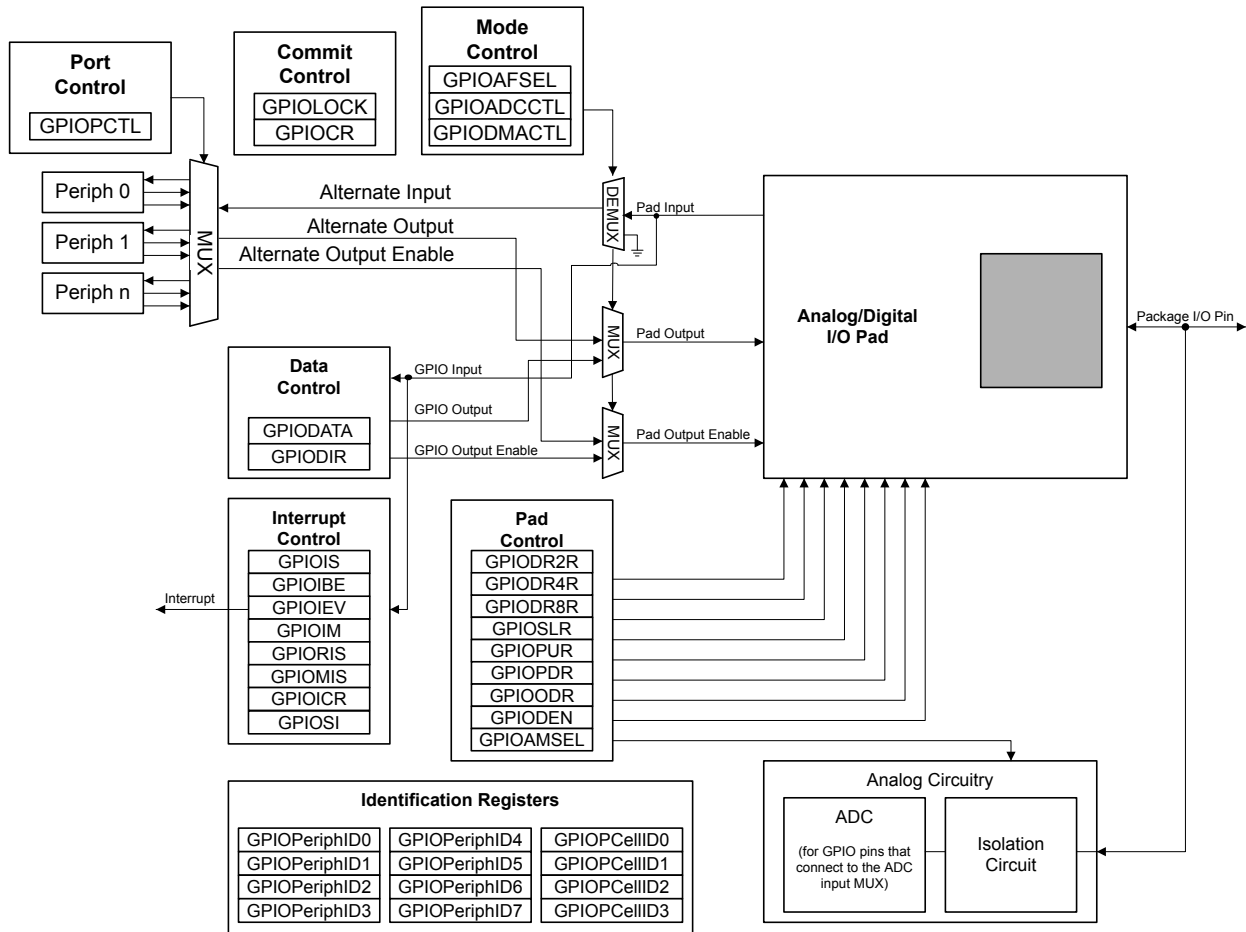 Port
Control
GPIOPCTL
Commit
Control
GPIOLOCK
GPIOCR
Mode
Control
GPIOAFSEL
GPIOADCCTL
GPIODMACTL
Periph 0
Periph 1
Periph n
MUX
Alternate Input
Alternate Output
Alternate Output Enable
DEMUX
Pad Input
MUX
Pad Output
MUX
Pad Output Enable
Analog/Digital
I/O Pad
Package I/O Pin
Data
Control
GPIODATA
GPIODIR
GPIO Input
GPIO Output
GPIO Output Enable
Interrupt
Control
GPIOIS
GPIOIBE
GPIOIEV
GPIOIM
GPIORIS
GPIOMIS
GPIOICR
GPIOSI
Interrupt
Pad
Control
GPIODR2R
GPIODR4R
GPIODR8R
GPIOSLR
GPIOPUR
GPIOPDR
GPIOODR
GPIODEN
GPIOAMSEL
Analog Circuitry
ADC
(for GPIO pins that
connect to the ADC
input MUX)
Isolation
Circuit
Identification Registers
GPIOPeriphID0
GPIOPeriphID1
GPIOPeriphID2
GPIOPeriphID3
GPIOPeriphID4
GPIOPeriphID5
GPIOPeriphID6
GPIOPeriphID7
GPIOPCellID0
GPIOPCellID1
GPIOPCellID2
GPIOPCellID3